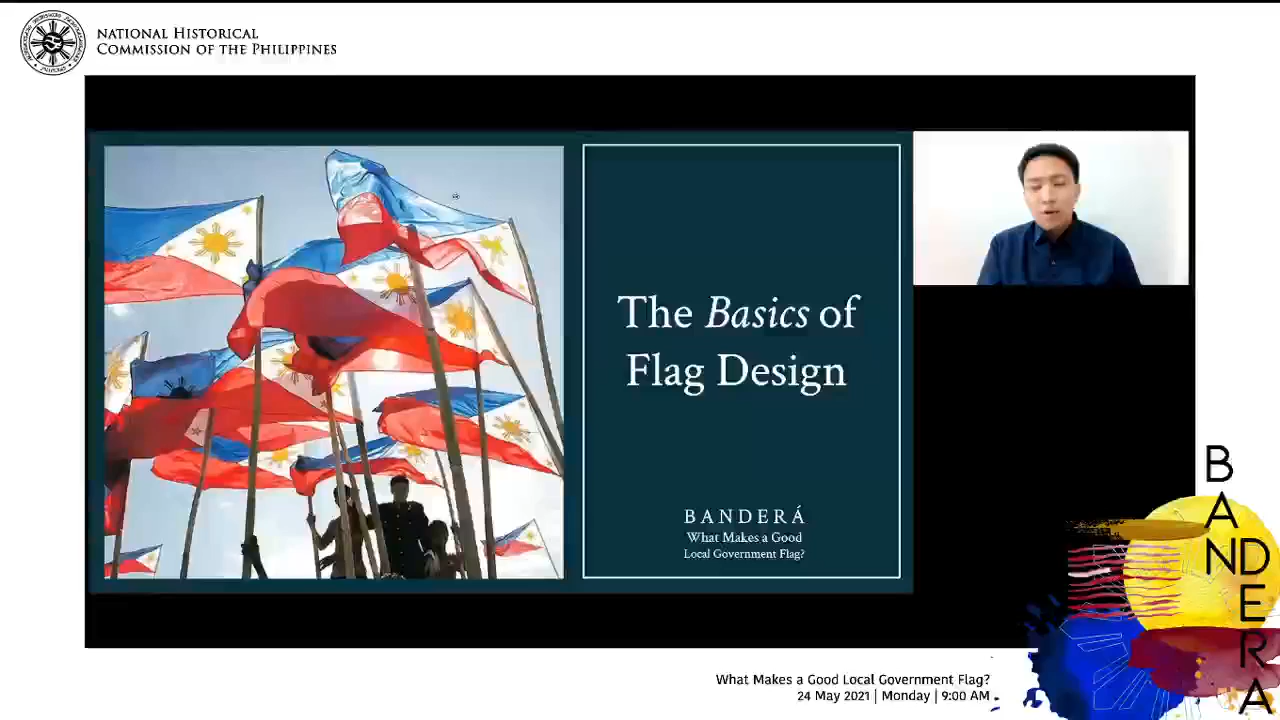 NATIONAL HISTORICAL
COMMISSION OF THE PHILIPPINES
The Basics of
Flag Design
BANDERÁ
What Makes a Good
Local Government Flag?
BANDERA
What Makes a Good Local Government Flag?
24 May 2021 | Monday | 9:00 AM